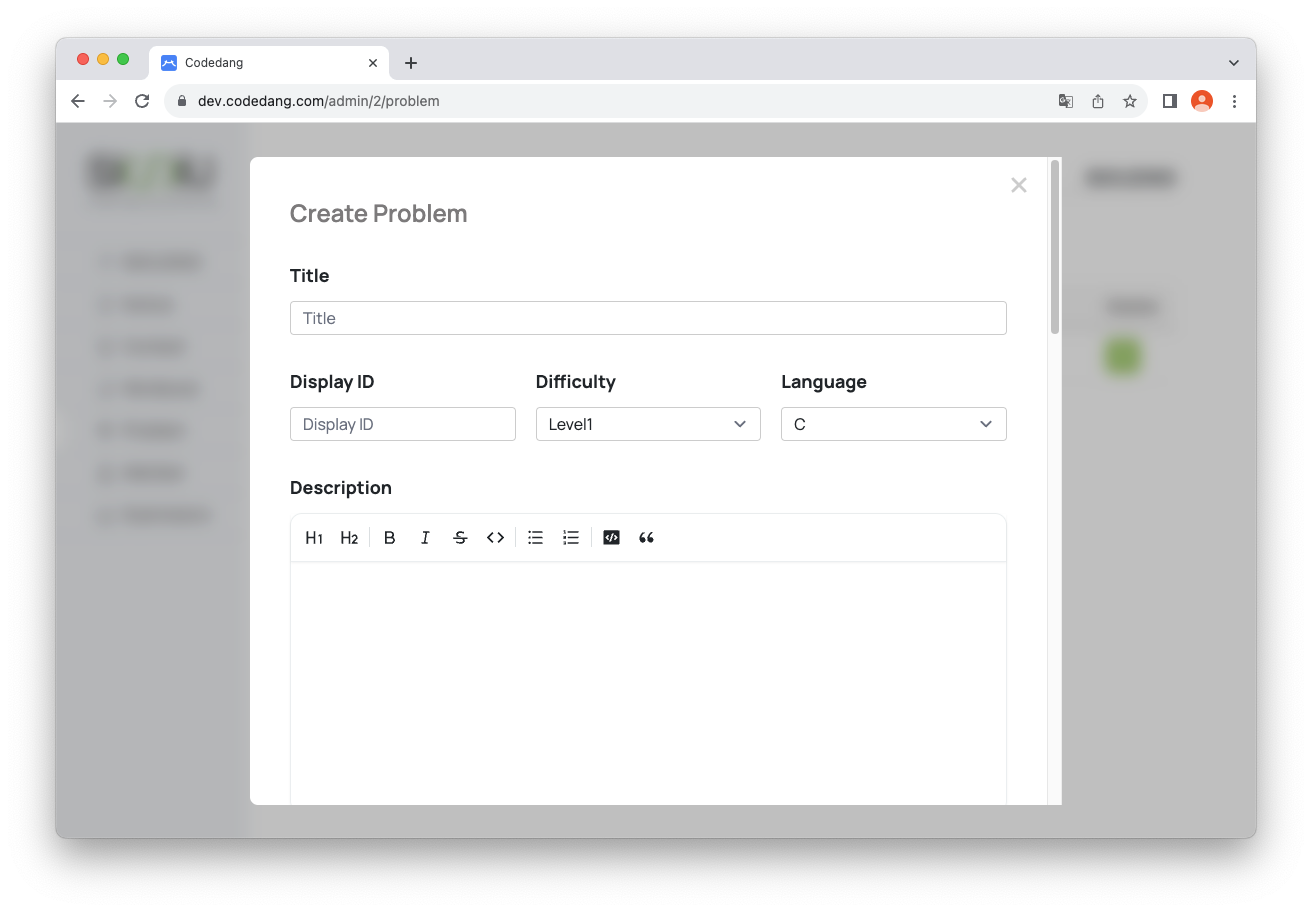 Codedang
dev.codedang.com/admin/2/problem
Create Problem
Title
Title
Display ID Difficulty Language
Display ID Level1 C
Description
H1 H2 B I S